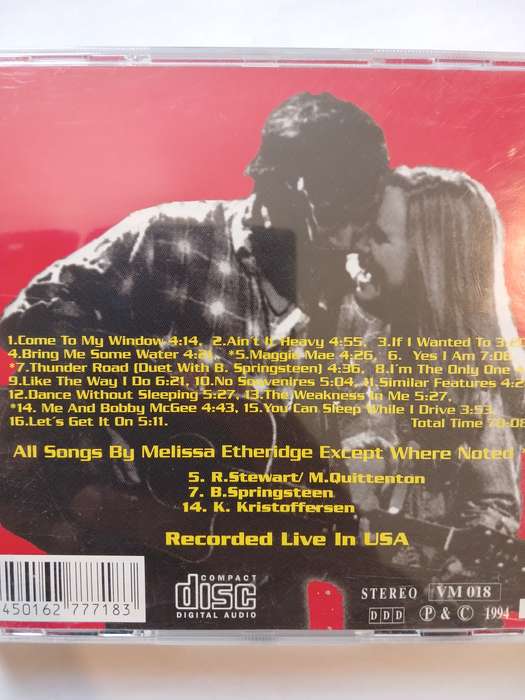 1.Come To My Window 4:14, 2.Ain't It Heavy 4:55, 3.If I Wanted To
4.Bring Me Some Water 4:21, *5.Maggie Mae 4:26, 6. Yes I Am 7:06
*7.Thunder Road (Duet With B. Springsteen) 4:36, 8.I'm The Only One
9.Like The Way I Do 6:21, 10.No Souvenires 5:04, 11.Similar Features
12.Dance Without Sleeping 5:27, 13.The Weakness In Me 5:27,
*14. Me And Bobby McGee 4:43, 15.You Can Sleep While I Drive 3:53,
16.Let's Get It On 5:11. Total Time 70:08
All Songs By Melissa Etheridge Except Where Noted *
5. R.Stewart/ M.Quittenton
7. B.Springsteen
14. K. Kristoffersen
Recorded Live In USA
450162 777183
COMPACT
disc
DIGITAL AUDIO
STEREO VM 018
DDD P & C 1994